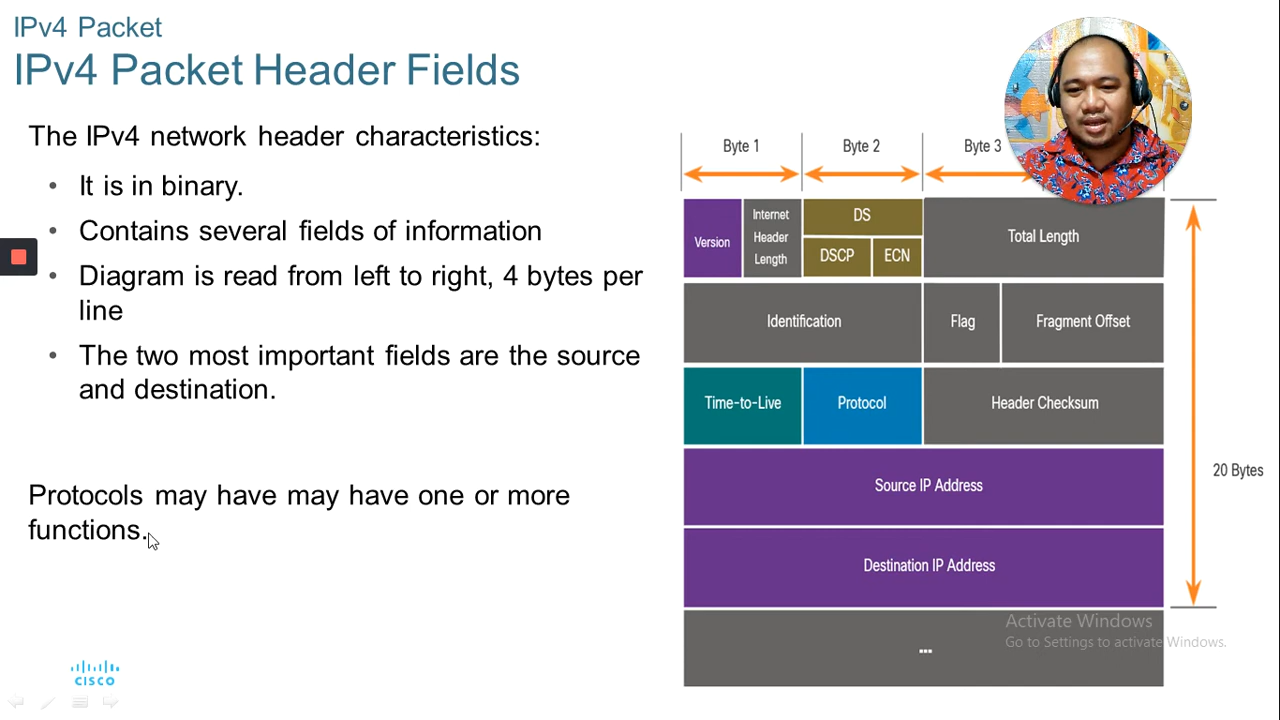 IPv4 Packet
IPv4 Packet Header Fields
The IPv4 network header characteristics:
• It is in binary.
• Contains several fields of information
• Diagram is read from left to right, 4 bytes per
line
• The two most important fields are the source
and destination.
Protocols may have may have one or more
functions.
Byte 1
Byte 2
Byte 3
Version
Internet
Header
Length
DS
DSCP
ECN
Total Length
Identification
Flag
Fragment Offset
Time-to-Live
Protocol
Header Checksum
Source IP Address
Destination IP Address
...
20 Bytes
Activate Windows
Go to Settings to activate Windows.
CISCO